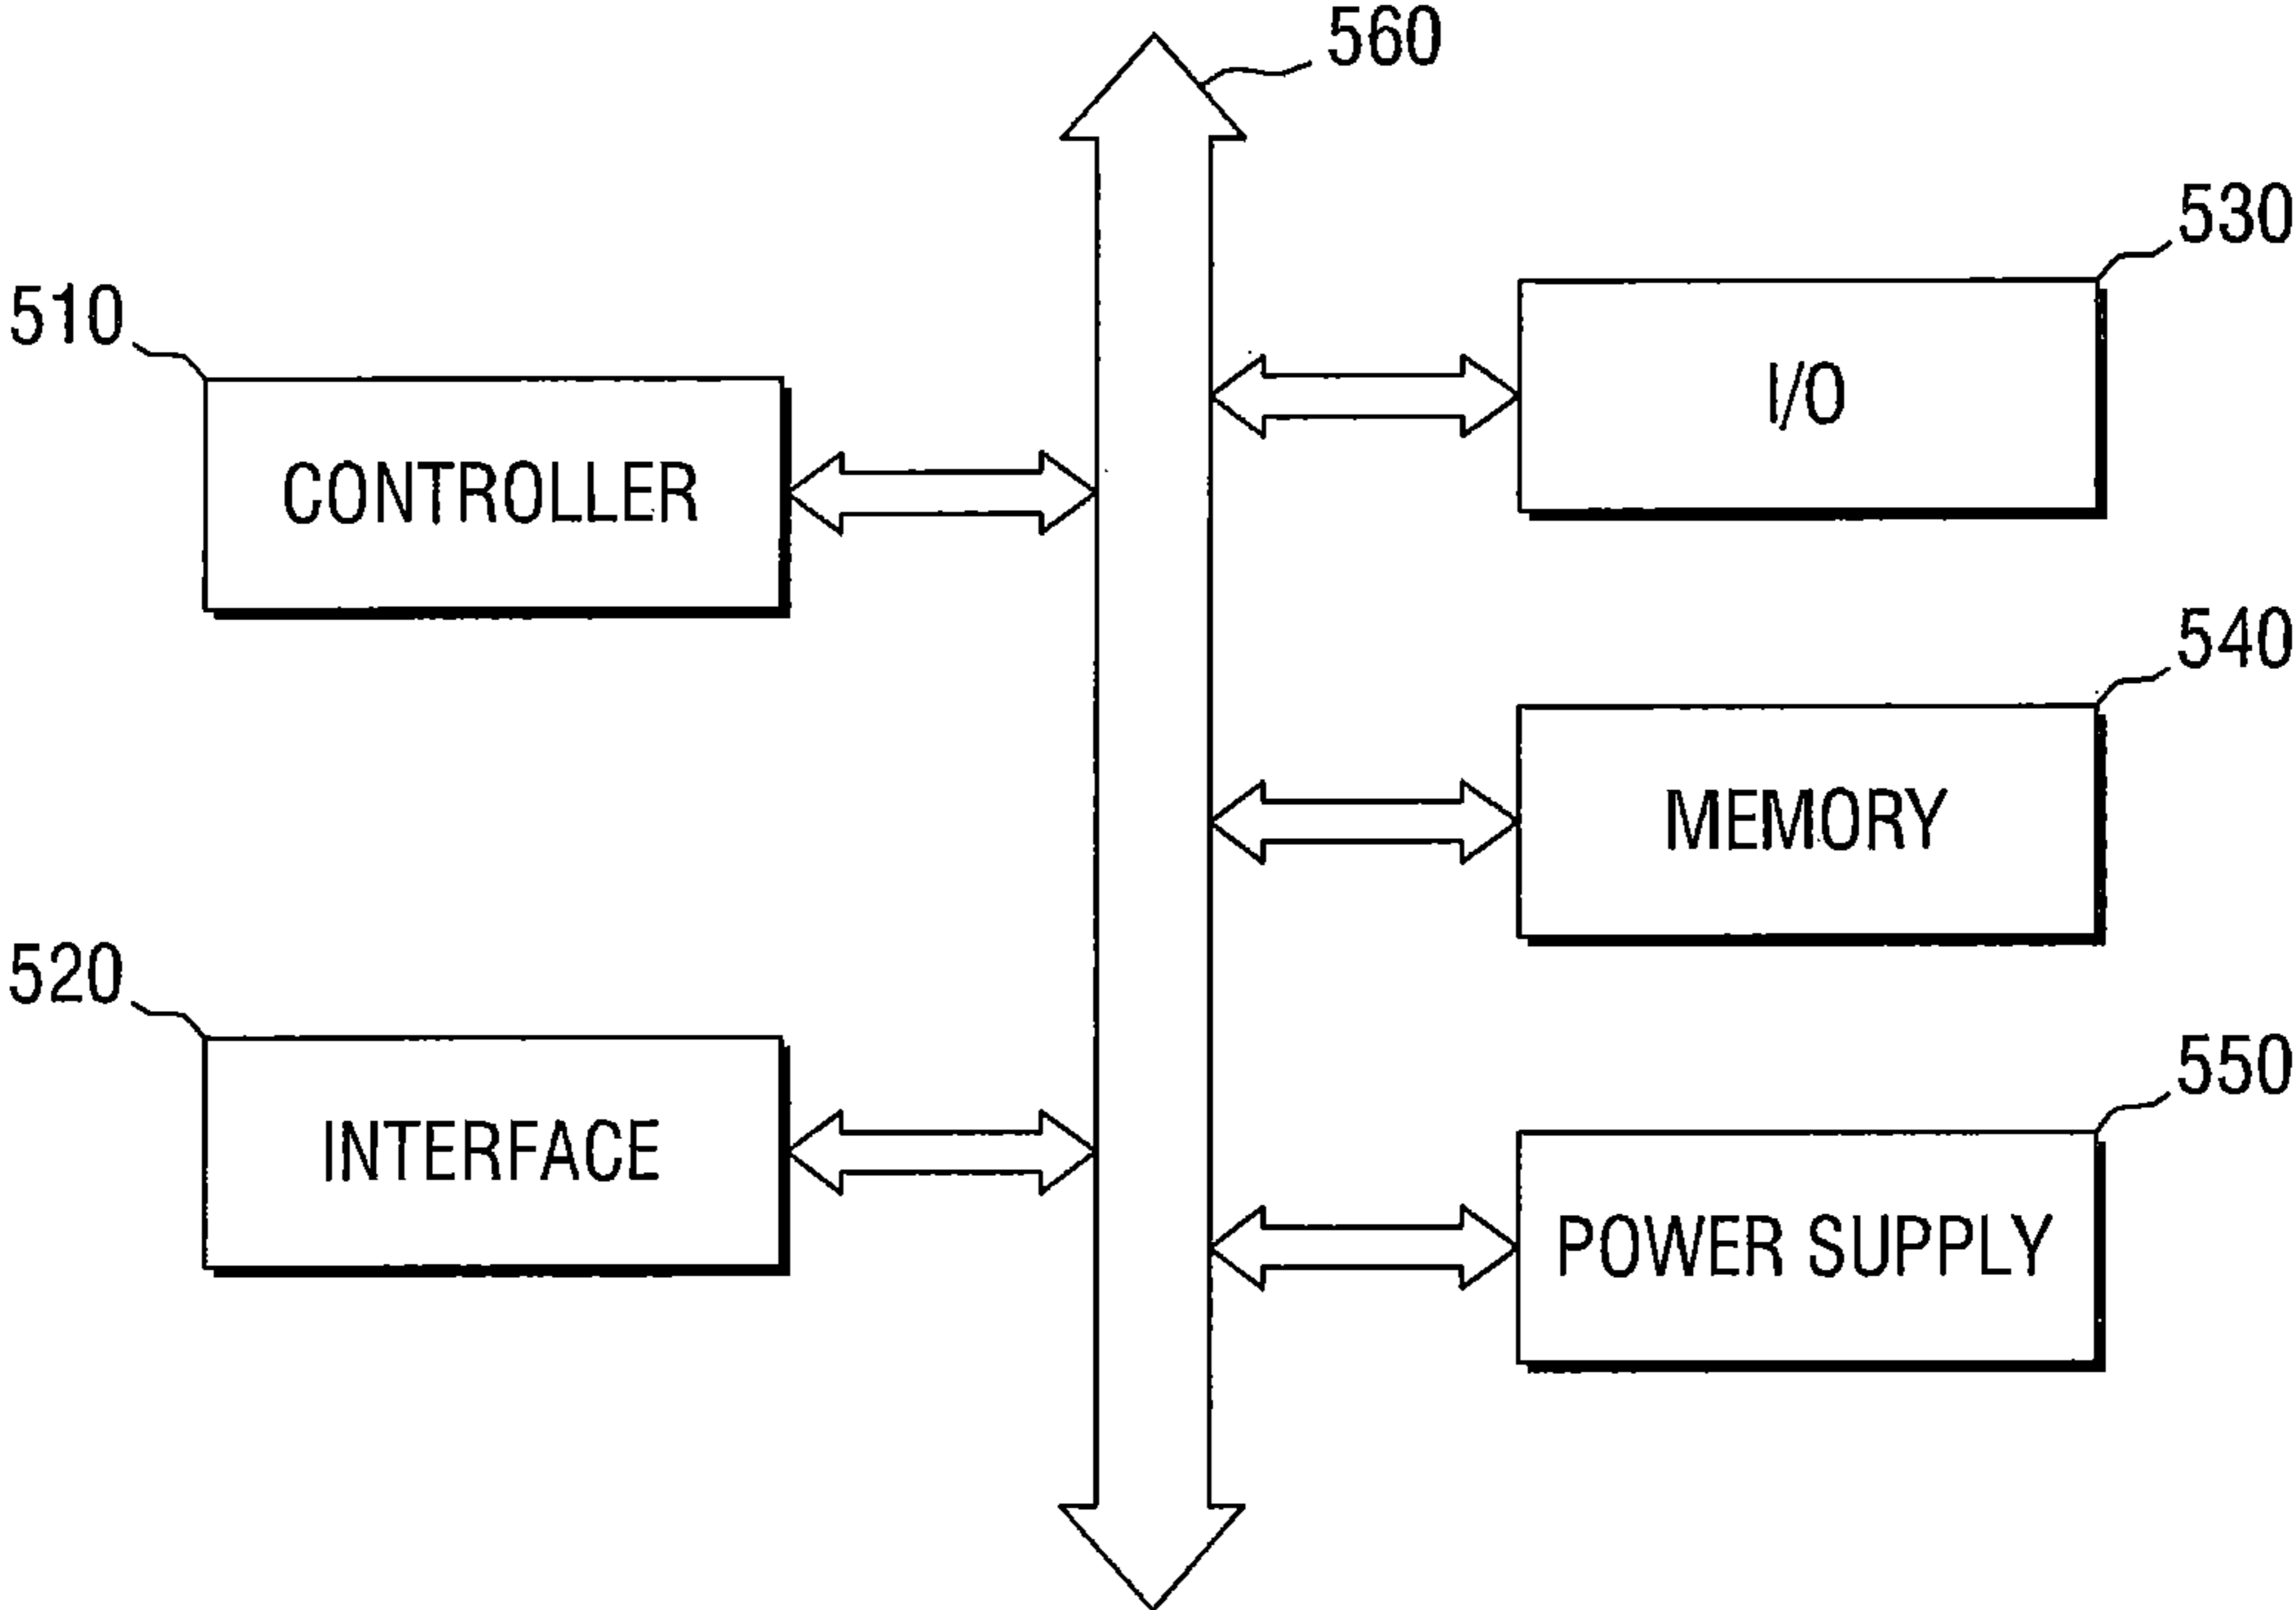 560
530
510
I/O
CONTROLLER
540
MEMORY
520
550
INTERFACE
POWER SUPPLY